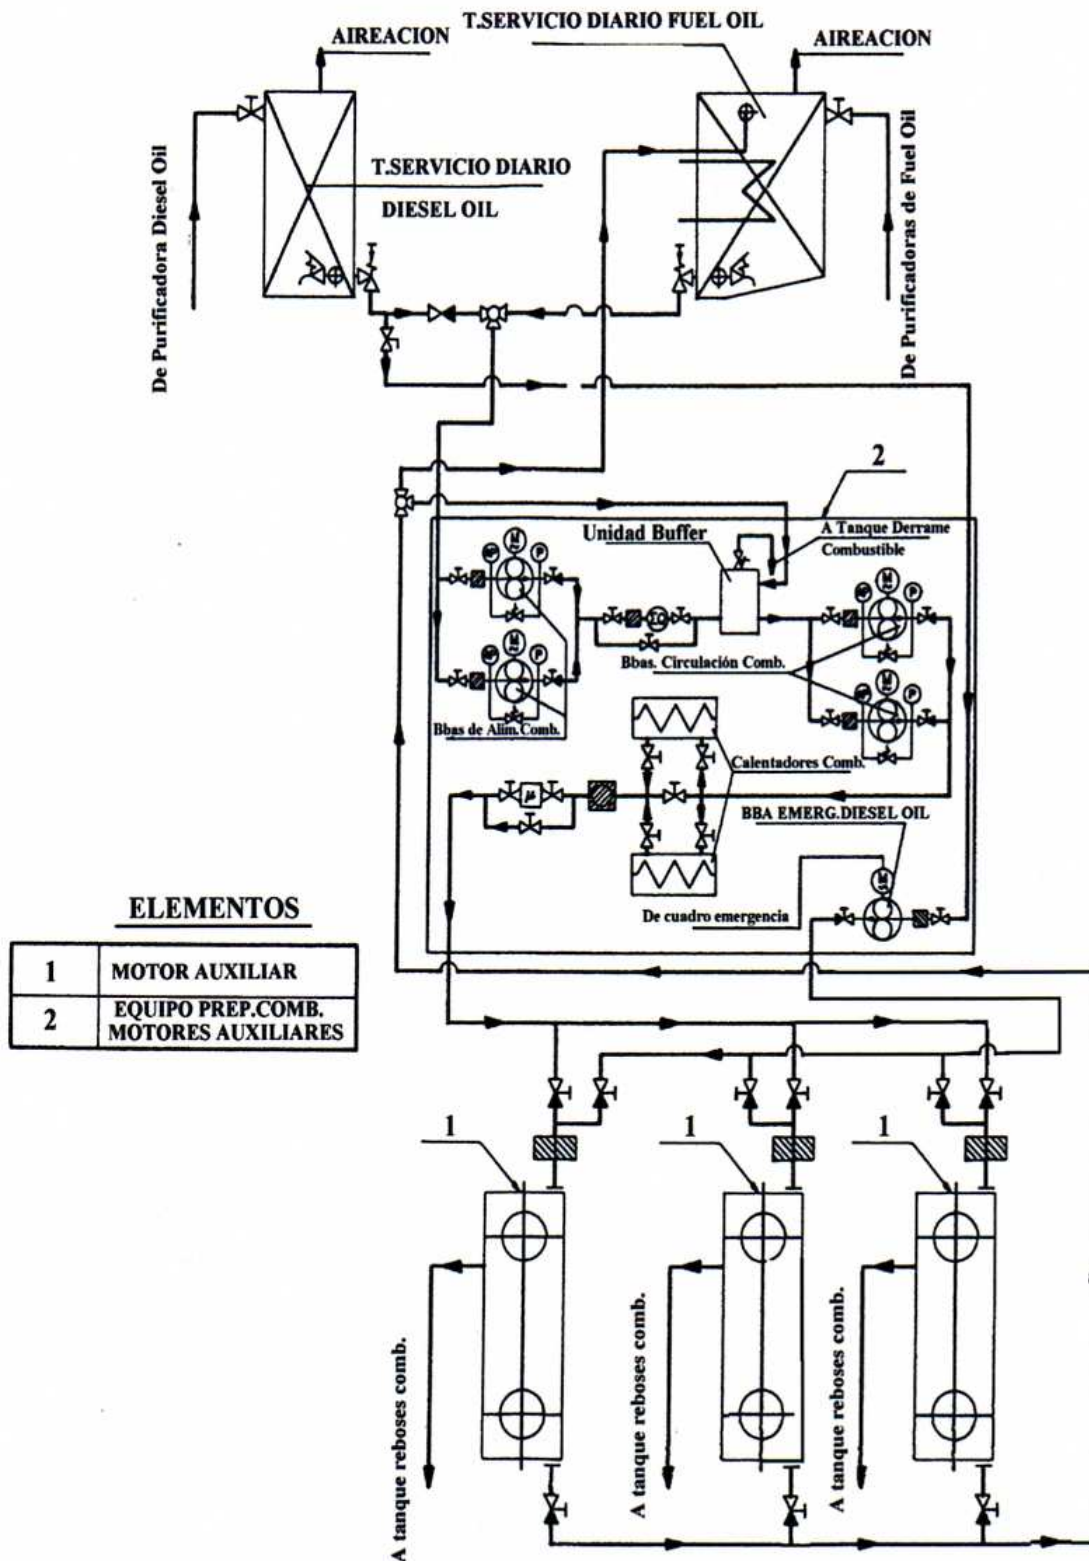 T.SERVICIO DIARIO FUEL OIL
AIREACION
AIREACION
De Purificadora Diesel Oil
T.SERVICIO DIARIO
DIESEL OIL
De Purificadoras de Fuel Oil
2
Unidad Buffer
A Tanque Derrame
Combustible
M
P
M
P
M
P
M
P
Bbas. Circulación Comb.
Bbas de Alim.Comb.
Calentadores Comb.
μ
BBA EMERG.DIESEL OIL
M
De cuadro emergencia
ELEMENTOS
1 MOTOR AUXILIAR
2 EQUIPO PREP.COMB.
MOTORES AUXILIARES
1
1
1
A tanque reboses comb.
A tanque reboses comb.
A tanque reboses comb.